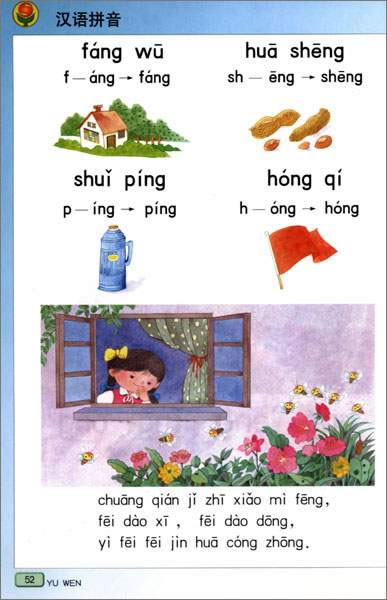 汉语拼音
fáng wū huā shēng
f — áng → fáng sh — ēng → shēng
shuǐ píng hóng qí
p — íng → píng h — óng → hóng
chuāng qián jǐ zhī xiǎo mì fēng,
fēi dào xī, fēi dào dōng,
yì fēi fēi jìn huā cóng zhōng.
52 YU WEN